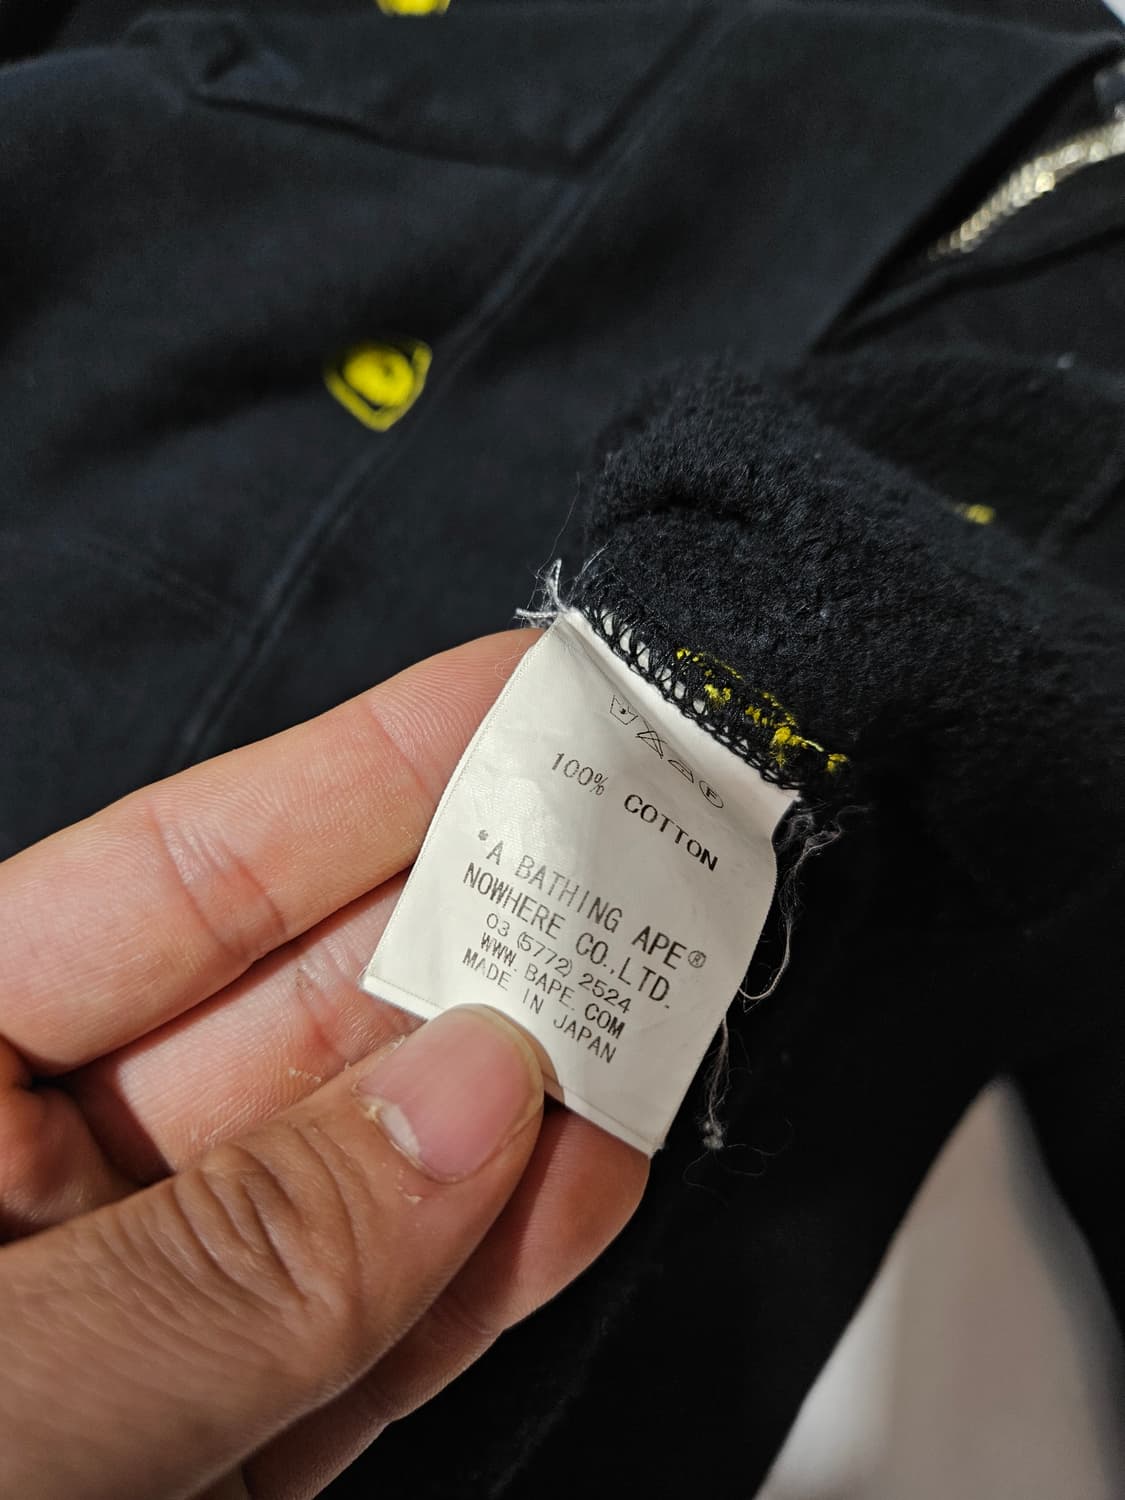 100% COTTON
*A BATHING APE®
NOWHERE CO.,LTD.
03 (5772) 2524
WWW. BAPE. COM
MADE IN JAPAN